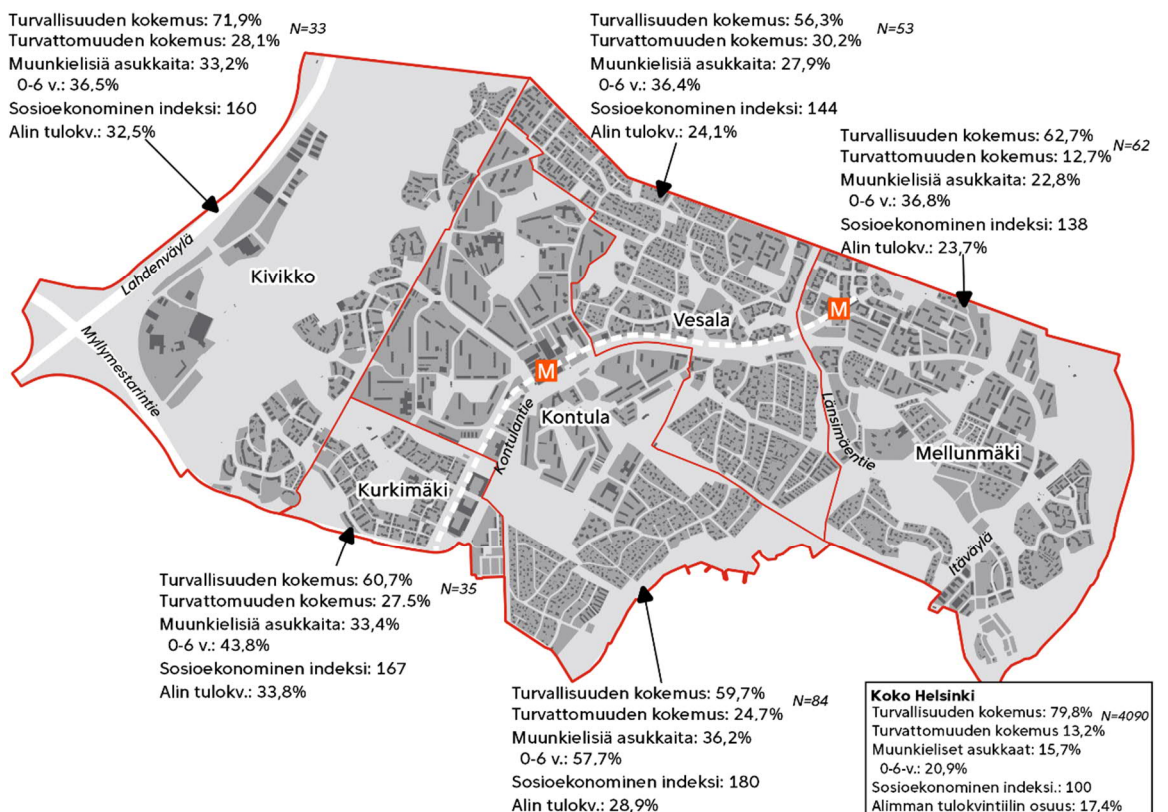 Turvallisuuden kokemus: 71,9%
Turvattomuuden kokemus: 28,1%
N=33
Muunkielisiä asukkaita: 33,2%
0-6 v.: 36,5%
Sosioekonominen indeksi: 160
Alin tulokv.: 32,5%
Turvallisuuden kokemus: 56,3%
Turvattomuuden kokemus: 30,2%
N=53
Muunkielisiä asukkaita: 27,9%
0-6 v.: 36,4%
Sosioekonominen indeksi: 144
Alin tulokv.: 24,1%
Turvallisuuden kokemus: 62,7%
Turvattomuuden kokemus: 12,7%
N=62
Muunkielisiä asukkaita: 22,8%
0-6 v.: 36,8%
Sosioekonominen indeksi: 138
Alin tulokv.: 23,7%
Lahdenväylä
Kivikko
Myllymestarintie
Vesala
M
M
Kontula
Kontulantie
Länsimäentie
Mellunmäki
Kurkimäki
Itäväylä
Turvallisuuden kokemus: 60,7%
Turvattomuuden kokemus: 27.5%
N=35
Muunkielisiä asukkaita: 33,4%
0-6 v.: 43,8%
Sosioekonominen indeksi: 167
Alin tulokv.: 33,8%
Turvallisuuden kokemus: 59,7%
Turvattomuuden kokemus: 24,7%
N=84
Muunkielisiä asukkaita: 36,2%
0-6 v.: 57,7%
Sosioekonominen indeksi: 180
Alin tulokv.: 28,9%
Koko Helsinki
Turvallisuuden kokemus: 79,8%
N=4090
Turvattomuuden kokemus 13,2%
Muunkieliset asukkaat: 15,7%
0-6-v.: 20,9%
Sosioekonominen indeksi.: 100
Alimman tulokvintiilin osuus: 17,4%